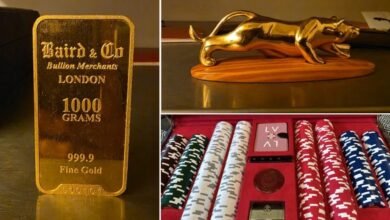 Baird & Co
Bullion Merchants
LONDON
1000
GRAMS
999.9
Fine Gold